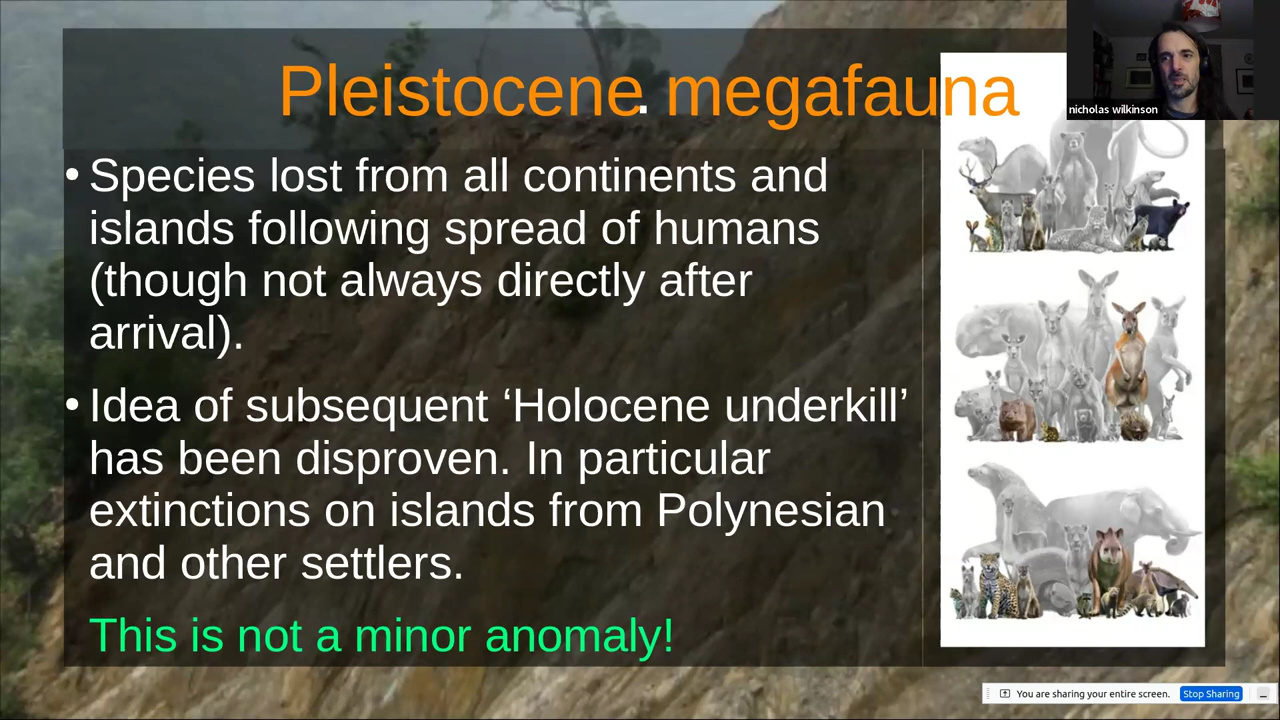 Pleistocene megafauna
.
nicholas wilkinson
• Species lost from all continents and
islands following spread of humans
(though not always directly after
arrival).
• Idea of subsequent ‘Holocene underkill’
has been disproven. In particular
extinctions on islands from Polynesian
and other settlers.
This is not a minor anomaly!
You are sharing your entire screen.
Stop Sharing